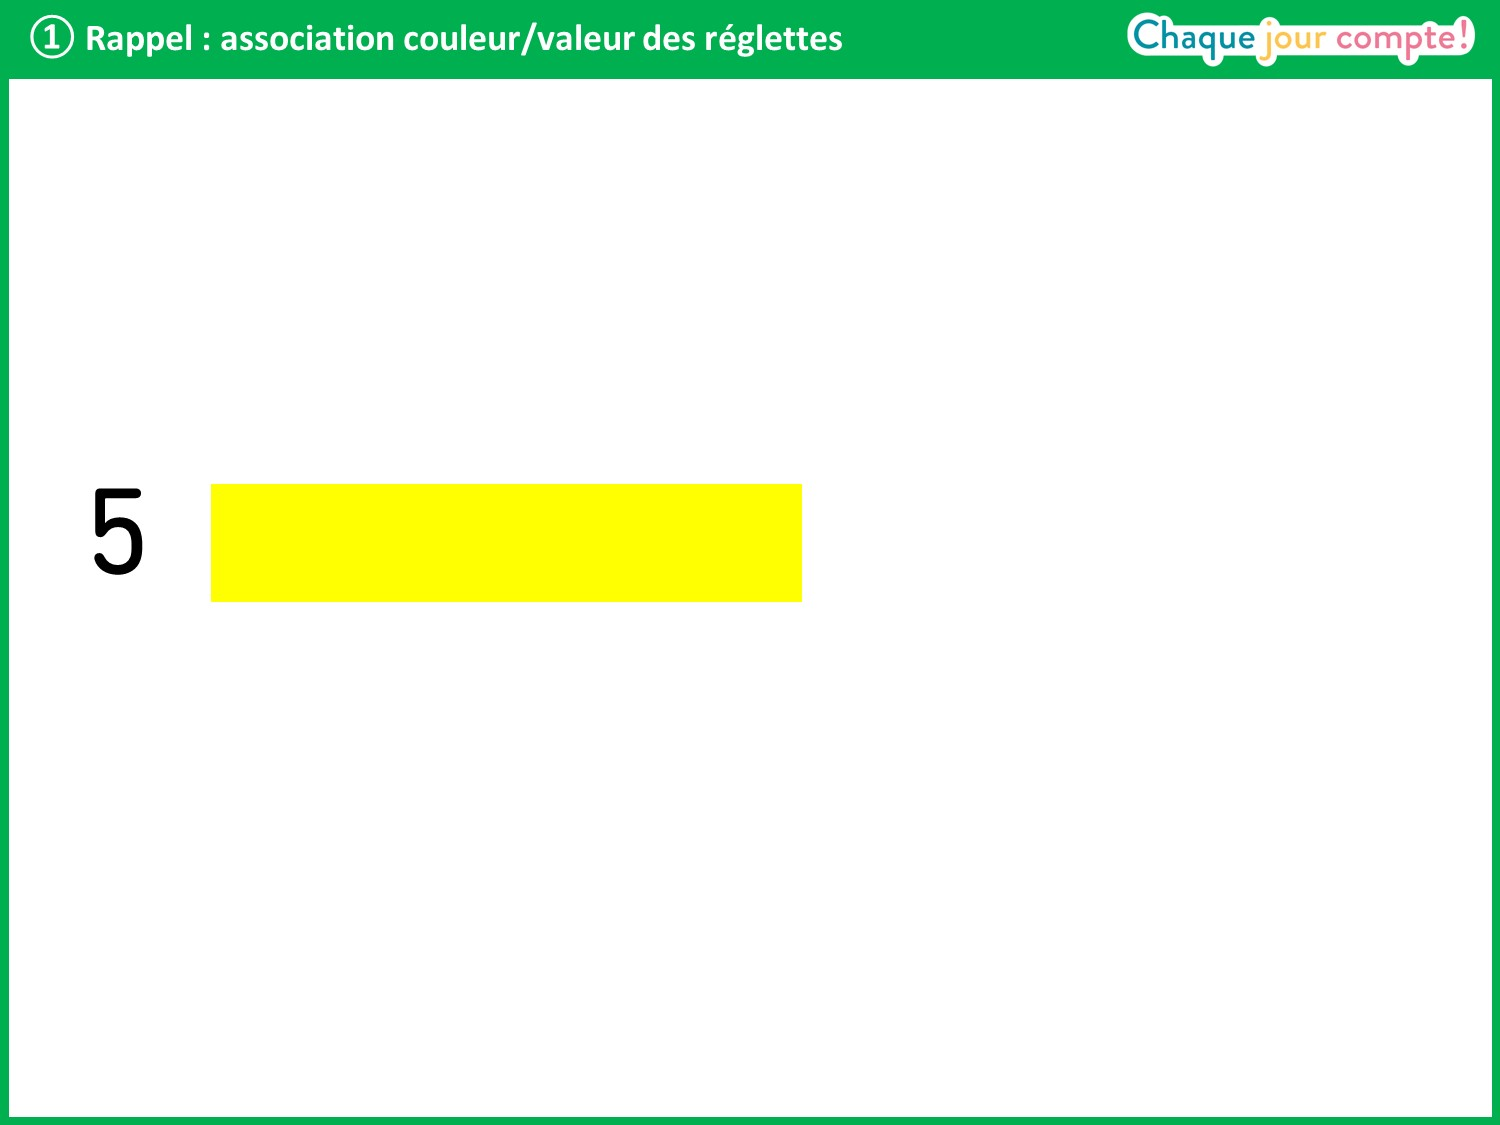 ① Rappel : association couleur/valeur des réglettes
Chaque jour compte!
5